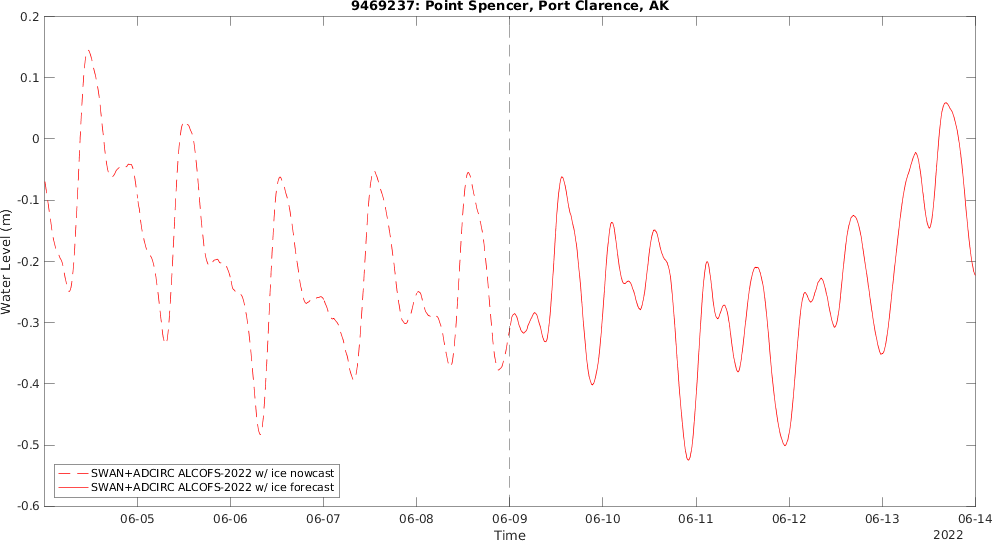 9469237: Point Spencer, Port Clarence, AK
0.2
0.1
0
-0.1
-0.2
-0.3
-0.4
-0.5
-0.6
Water Level (m)
SWAN+ADCIRC ALCOFS-2022 w/ ice nowcast
SWAN+ADCIRC ALCOFS-2022 w/ ice forecast
06-05 06-06 06-07 06-08 06-09 06-10 06-11 06-12 06-13 06-14
Time
2022